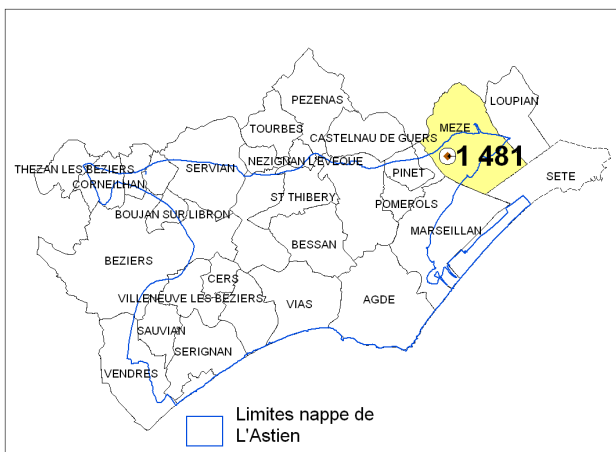 LOUPIAN
PEZENAS
TOURBES
MEZE
CASTELNAU DE GUERS
NEZIGNAN L'EVEQUE
1 481
THEZAN LES BEZIERS
SERVIAN
PINET
SETE
CORNEILHAN
ST THIBERY
POMEROLS
BOUJAN SUR LIBRON
MARSEILLAN
BESSAN
BEZIERS
CERS
VILLENEUVE LES BEZIERS
VIAS
AGDE
SAUVIAN
SERIGNAN
VENDRES
Limites nappe de
L'Astien